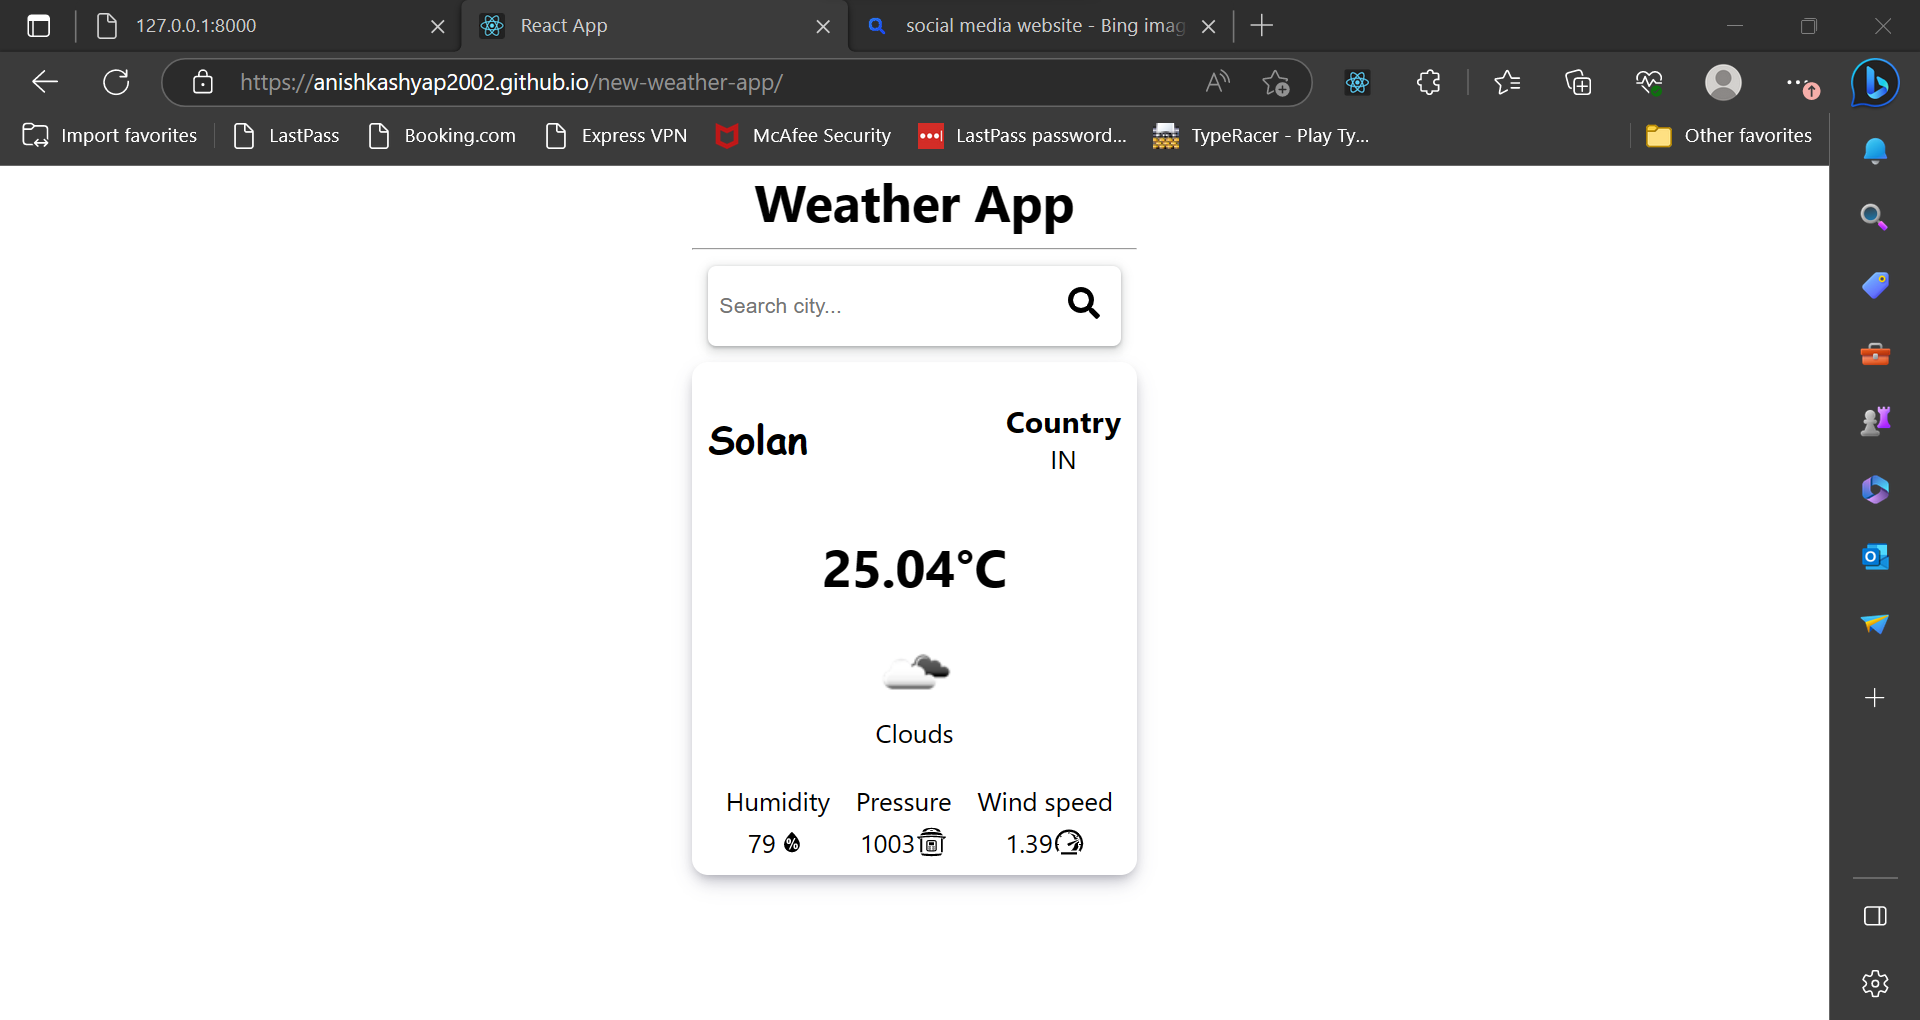 127.0.0.1:8000
React App
social media website - Bing imag
https://anishkashyap2002.github.io/new-weather-app/
Import favorites
LastPass
Booking.com
Express VPN
McAfee Security
LastPass password...
TypeRacer - Play Ty...
Other favorites
Weather App
Search city...
Solan
Country
IN
25.04°C
Clouds
Humidity Pressure Wind speed
79 % 1003 1.39